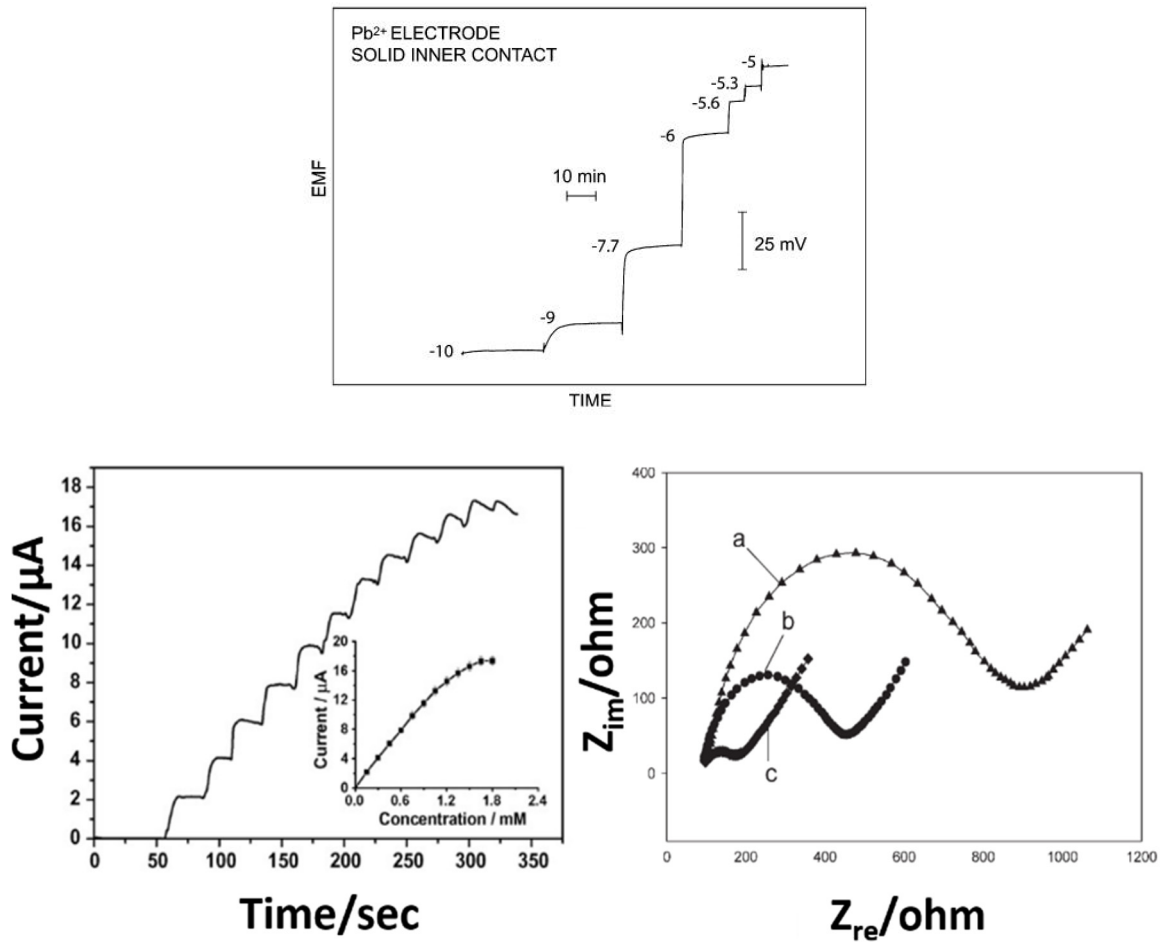 Pb²⁺ ELECTRODE
SOLID INNER CONTACT
-5
-5.3
-5.6
-6
10 min
EMF
-7.7
25 mV
-9
-10
TIME
18
16
14
12
10
8
6
4
2
0
Current/µA
0 50 100 150 200 250 300 350
Time/sec
20
16
12
8
4
0
Current / µA
0.0 0.6 1.2 1.8 2.4
Concentration / mM
400
300
200
100
0
Zim/ohm
a
b
c
0 200 400 600 800 1000 1200
Zre/ohm